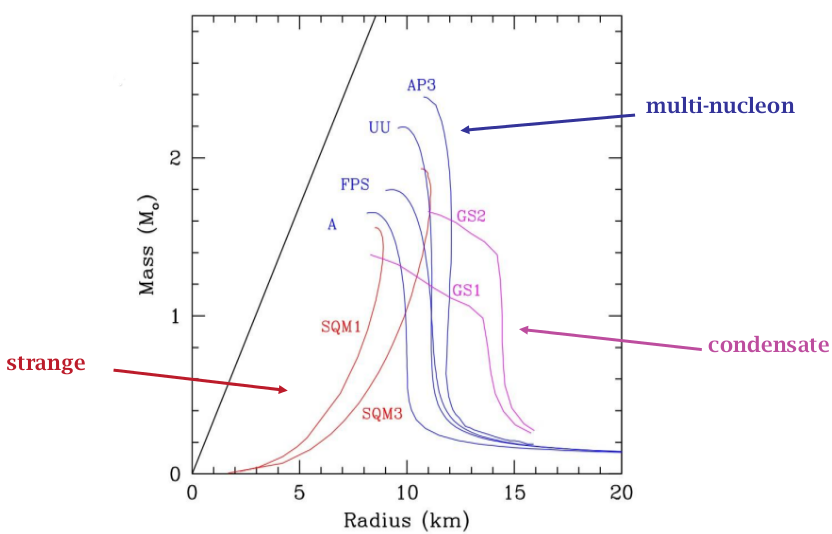 AP3
multi-nucleon
UU
2
FPS
GS2
A
Mass (M₀)
GS1
1
SQM1
condensate
strange
SQM3
0
0
5
10
15
20
Radius (km)